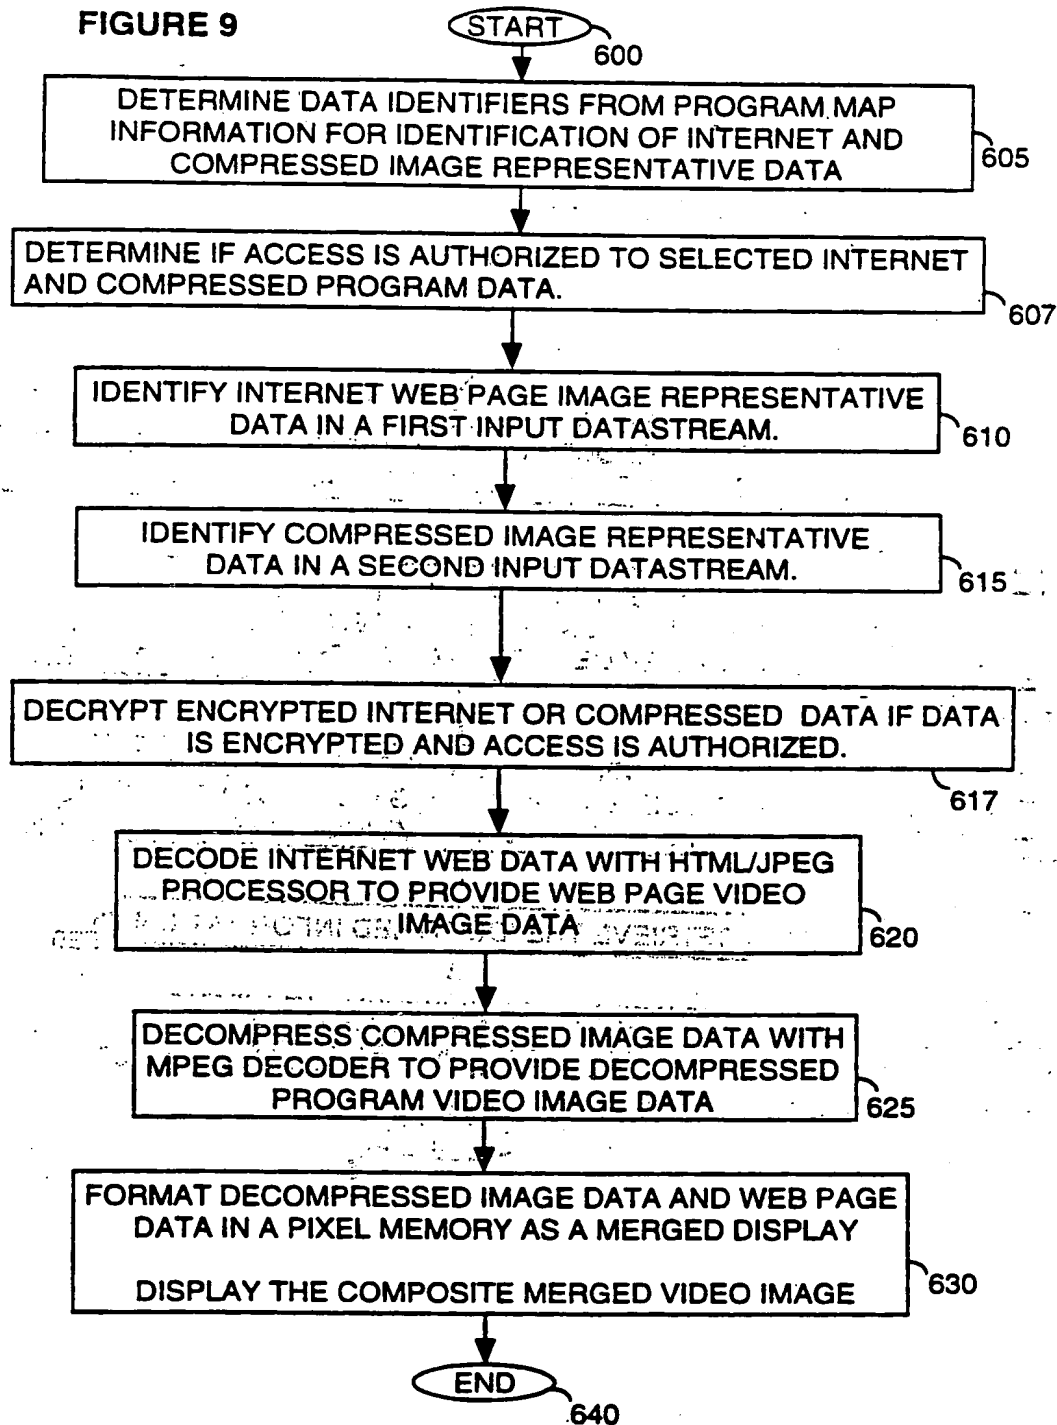 FIGURE 9
START
600
DETERMINE DATA IDENTIFIERS FROM PROGRAM MAP
INFORMATION FOR IDENTIFICATION OF INTERNET AND
COMPRESSED IMAGE REPRESENTATIVE DATA
605
DETERMINE IF ACCESS IS AUTHORIZED TO SELECTED INTERNET
AND COMPRESSED PROGRAM DATA.
607
IDENTIFY INTERNET WEB PAGE IMAGE REPRESENTATIVE
DATA IN A FIRST INPUT DATASTREAM.
610
IDENTIFY COMPRESSED IMAGE REPRESENTATIVE
DATA IN A SECOND INPUT DATASTREAM.
615
DECRYPT ENCRYPTED INTERNET OR COMPRESSED DATA IF DATA
IS ENCRYPTED AND ACCESS IS AUTHORIZED.
617
DECODE INTERNET WEB DATA WITH HTML/JPEG
PROCESSOR TO PROVIDE WEB PAGE VIDEO
IMAGE DATA
620
DECOMPRESS COMPRESSED IMAGE DATA WITH
MPEG DECODER TO PROVIDE DECOMPRESSED
PROGRAM VIDEO IMAGE DATA
625
FORMAT DECOMPRESSED IMAGE DATA AND WEB PAGE
DATA IN A PIXEL MEMORY AS A MERGED DISPLAY
DISPLAY THE COMPOSITE MERGED VIDEO IMAGE
630
END
640